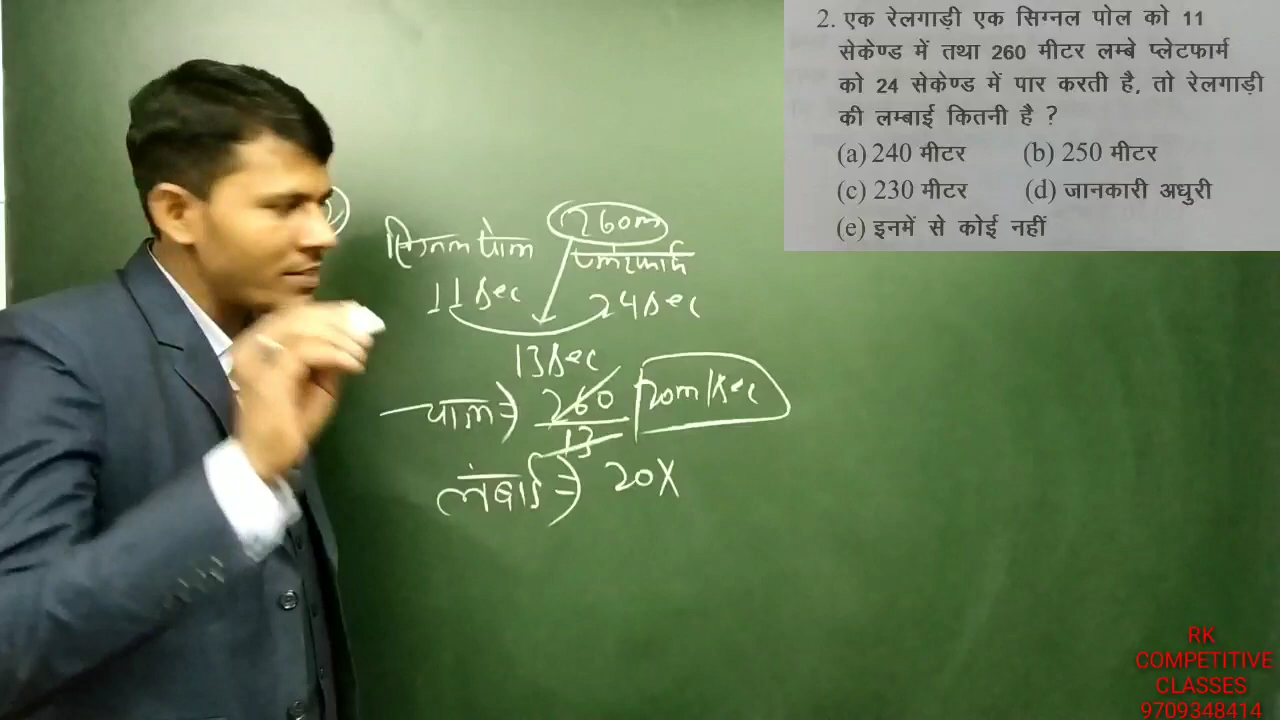 2. एक रेलगाड़ी एक सिग्नल पोल को 11
सेकेण्ड में तथा 260 मीटर लम्बे प्लेटफार्म
को 24 सेकेण्ड में पार करती है, तो रेलगाड़ी
की लम्बाई कितनी है ?
(a) 240 मीटर (b) 250 मीटर
(c) 230 मीटर (d) जानकारी अधुरी
(e) इनमें से कोई नहीं
सिग्नल पोल 260m
प्लेटफार्म
11 sec 24 sec
13 sec
चाल ⇒ 260/13 20m/sec
लंबाई ⇒ 20X
RK
COMPETITIVE
CLASSES
9709348414